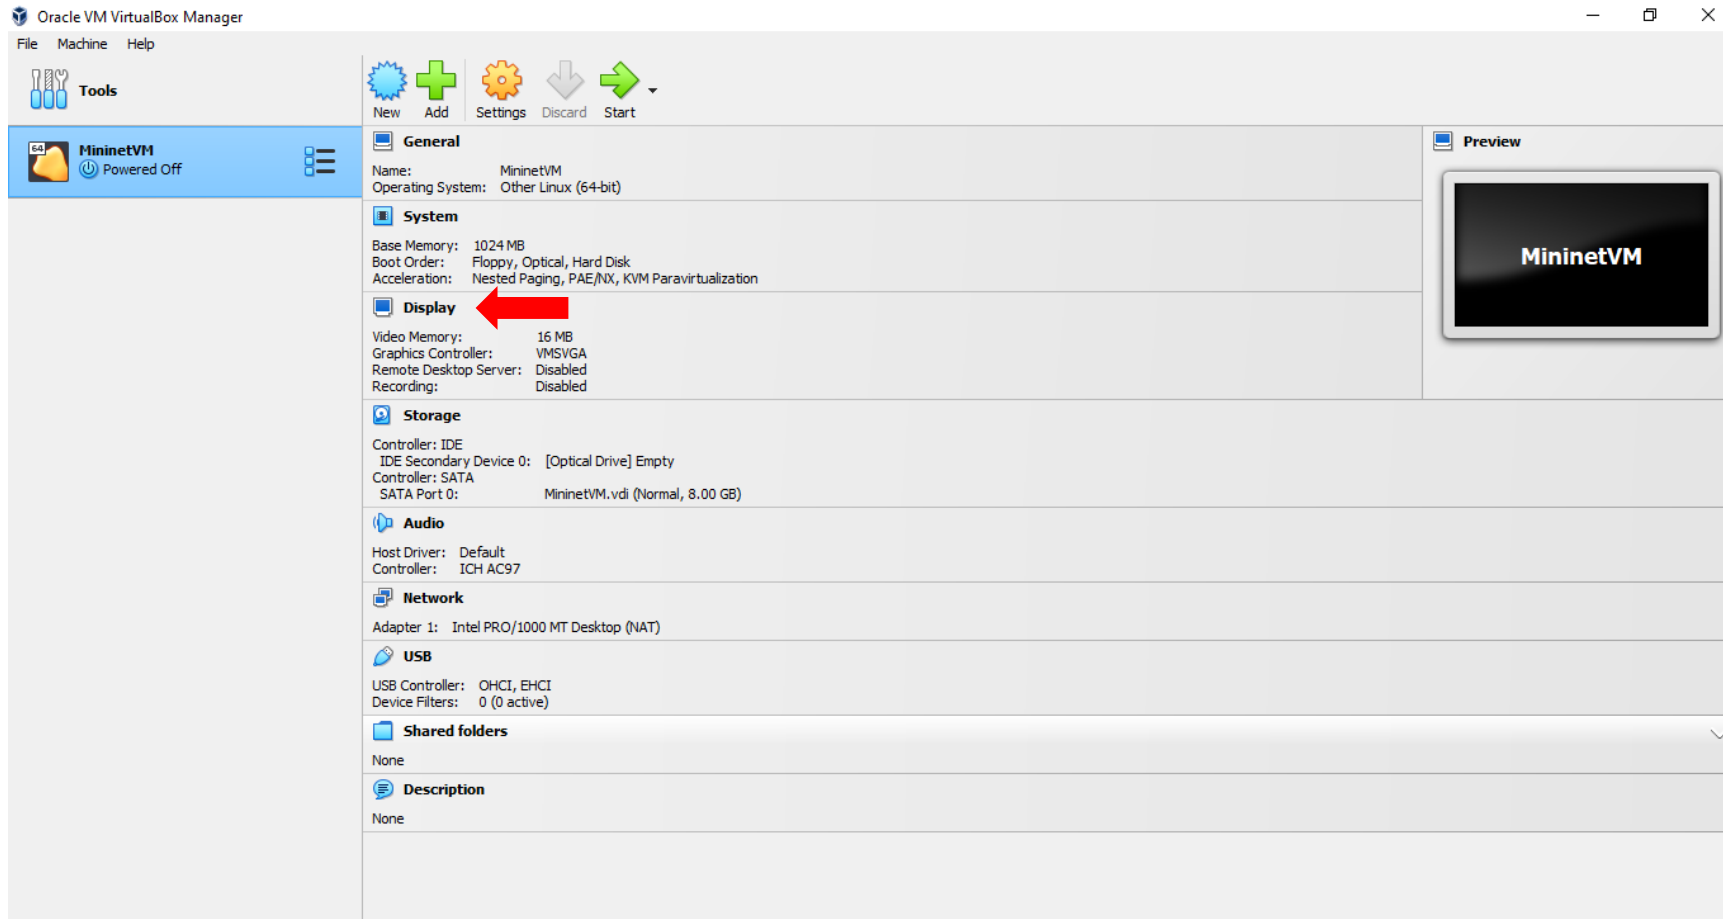 Oracle VM VirtualBox Manager
File Machine Help
Tools
New Add Settings Discard Start
64
MininetVM
Powered Off
General
Name: MininetVM
Operating System: Other Linux (64-bit)
System
Base Memory: 1024 MB
Boot Order: Floppy, Optical, Hard Disk
Acceleration: Nested Paging, PAE/NX, KVM Paravirtualization
Display
Video Memory: 16 MB
Graphics Controller: VMSVGA
Remote Desktop Server: Disabled
Recording: Disabled
Preview
MininetVM
Storage
Controller: IDE
IDE Secondary Device 0: [Optical Drive] Empty
Controller: SATA
SATA Port 0: MininetVM.vdi (Normal, 8.00 GB)
Audio
Host Driver: Default
Controller: ICH AC97
Network
Adapter 1: Intel PRO/1000 MT Desktop (NAT)
USB
USB Controller: OHCI, EHCI
Device Filters: 0 (0 active)
Shared folders
None
Description
None